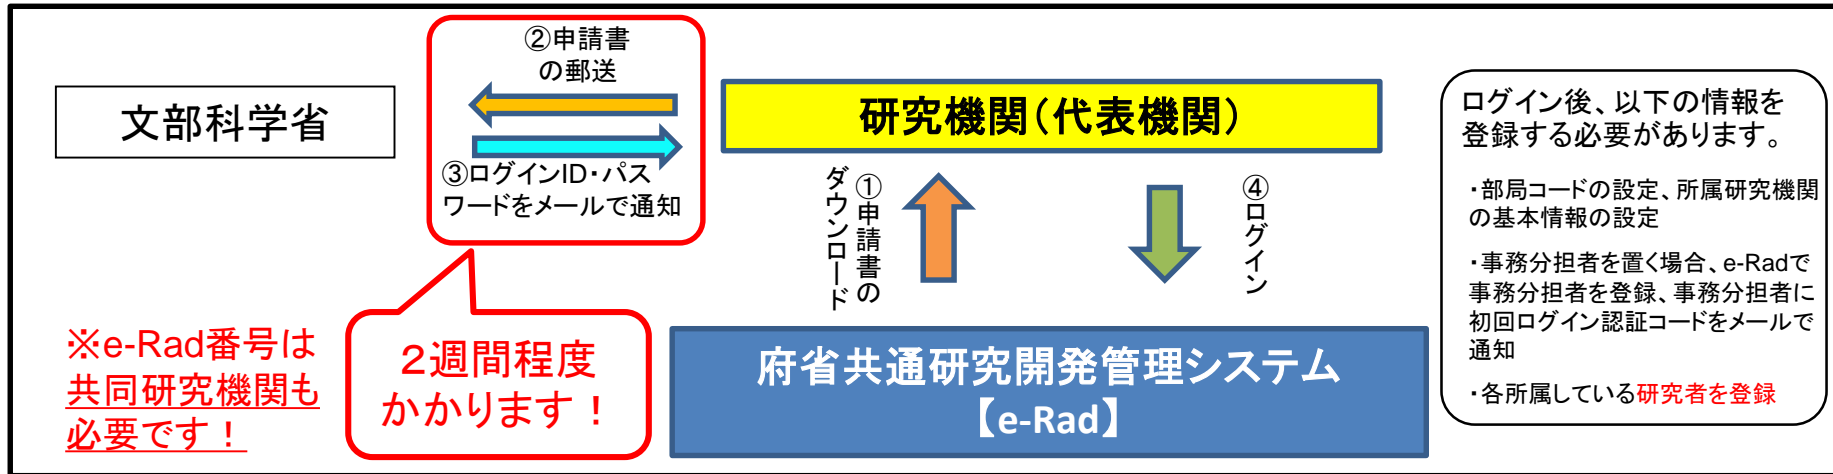 ②申請書
の郵送
文部科学省
③ログインID・パス
ワードをメールで通知
研究機関（代表機関）
①申請書の
ダウンロード
④ログイン
※e-Rad番号は
共同研究機関も
必要です！
２週間程度
かかります！
府省共通研究開発管理システム
【e-Rad】
ログイン後、以下の情報を
登録する必要があります。
・部局コードの設定、所属研究機関
の基本情報の設定
・事務分担者を置く場合、e-Radで
事務分担者を登録、事務分担者に
初回ログイン認証コードをメールで
通知
・各所属している研究者を登録